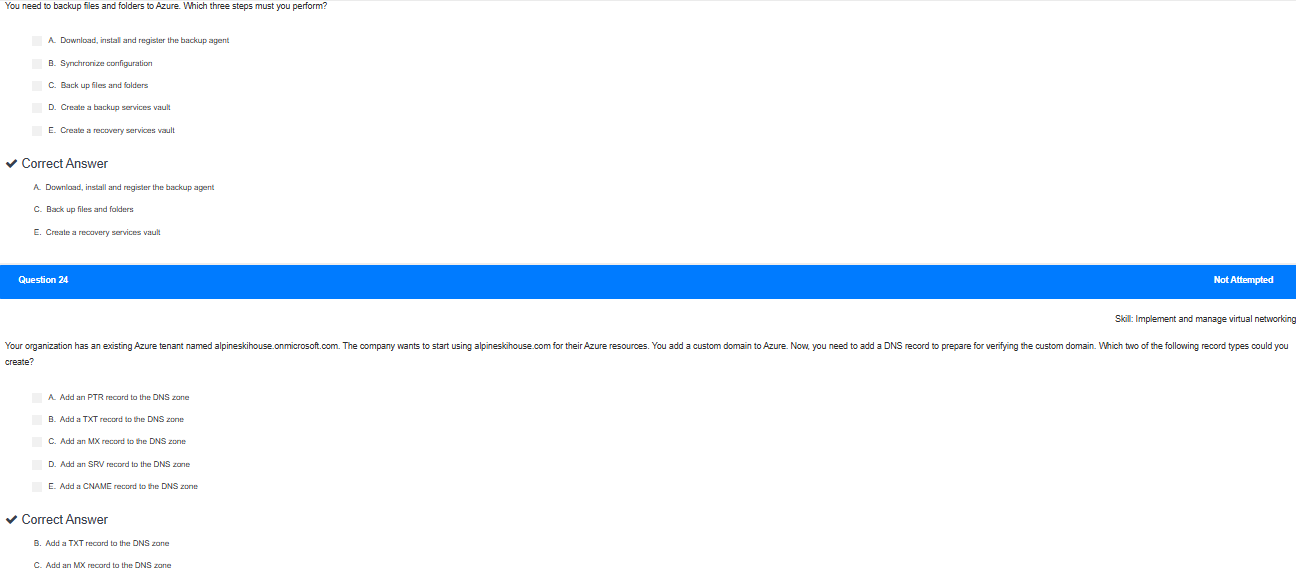 You need to backup files and folders to Azure. Which three steps must you perform?
A. Download, install and register the backup agent
B. Synchronize configuration
C. Back up files and folders
D. Create a backup services vault
E. Create a recovery services vault
Correct Answer
A. Download, install and register the backup agent
C. Back up files and folders
E. Create a recovery services vault
Question 24 Not Attempted
Skill: Implement and manage virtual networking
Your organization has an existing Azure tenant named alpineskihouse.onmicrosoft.com. The company wants to start using alpineskihouse.com for their Azure resources. You add a custom domain to Azure. Now, you need to add a DNS record to prepare for verifying the custom domain. Which two of the following record types could you
create?
A. Add an PTR record to the DNS zone
B. Add a TXT record to the DNS zone
C. Add an MX record to the DNS zone
D. Add an SRV record to the DNS zone
E. Add a CNAME record to the DNS zone
Correct Answer
B. Add a TXT record to the DNS zone
C. Add an MX record to the DNS zone